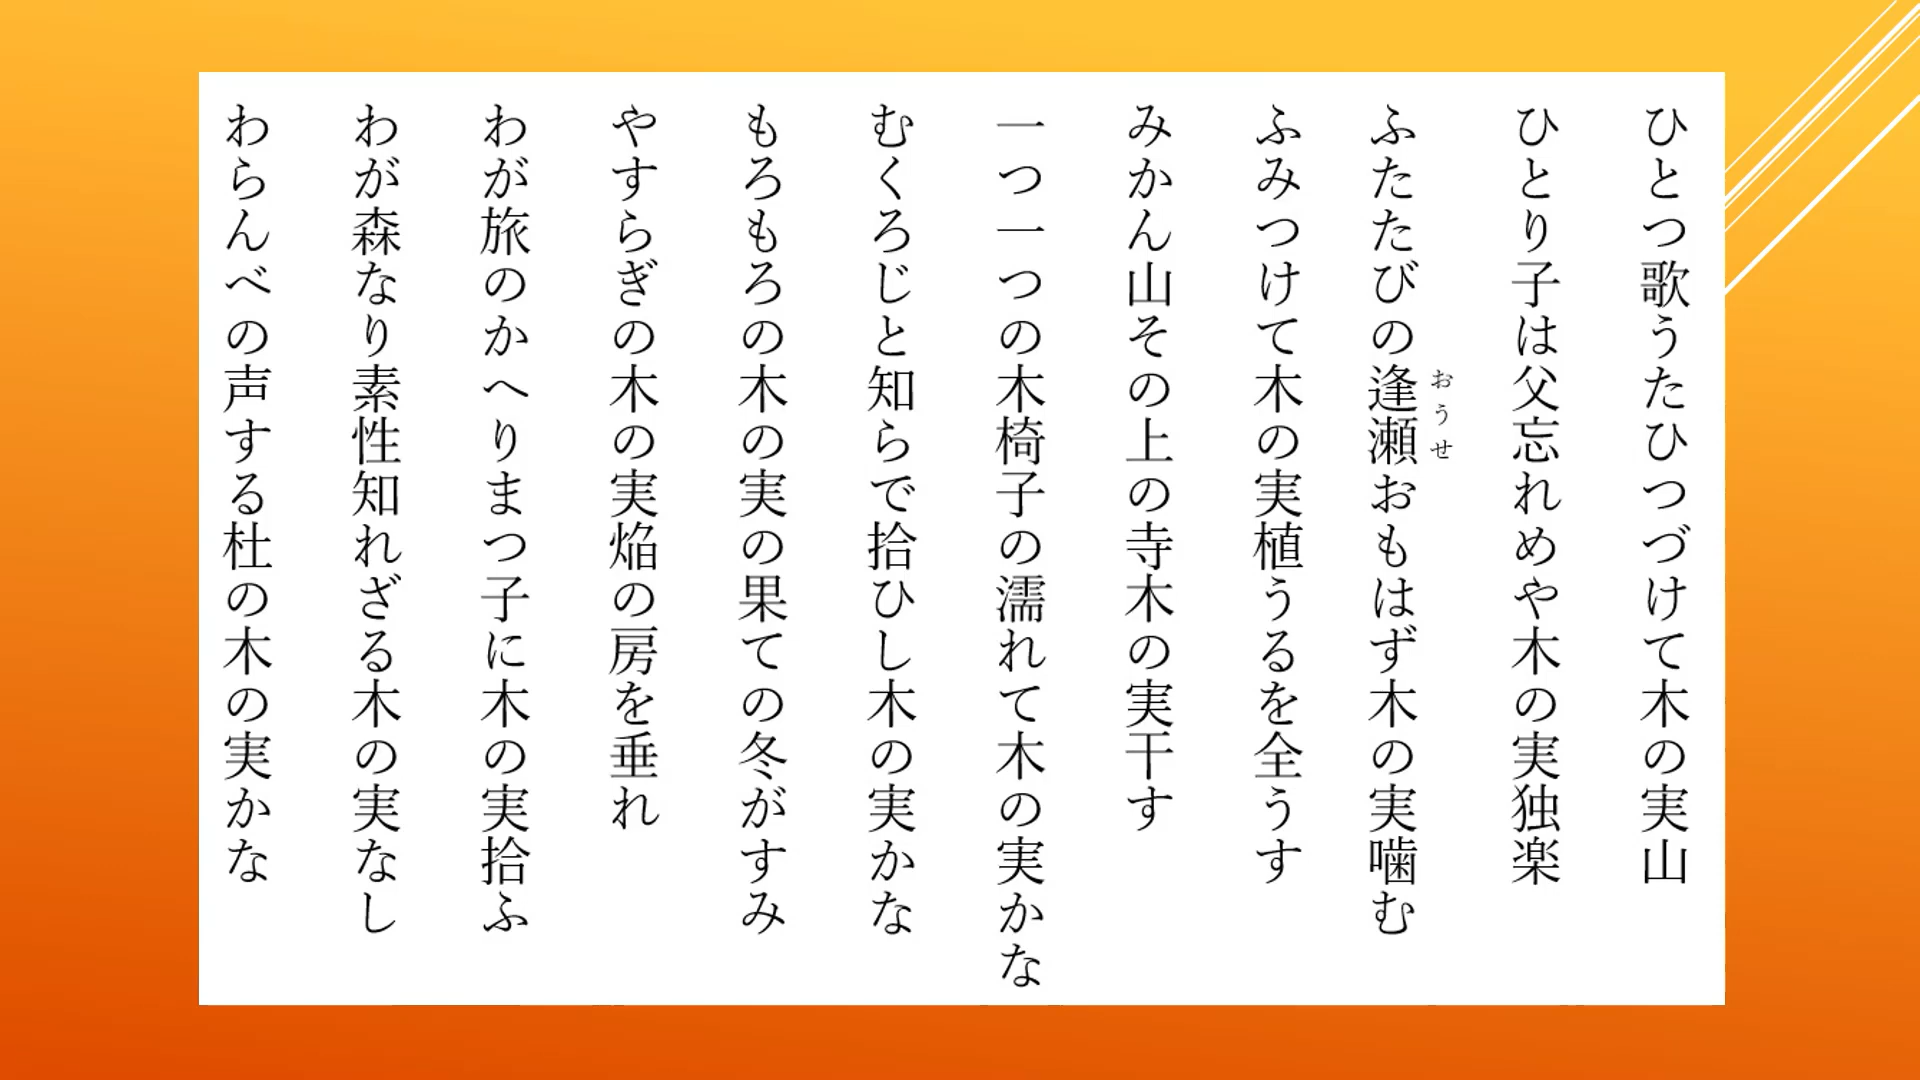 ひとつ歌うたひつづけて木の実山
ひとり子は父忘れめや木の実独楽
ふたたびの逢瀬おもはず木の実噛む
おうせ
ふみつけて木の実植うるを全うす
みかん山その上の寺木の実干す
一つ一つの木椅子の濡れて木の実かな
むくろじと知らで拾ひし木の実かな
もろもろの木の実の果ての冬がすみ
やすらぎの木の実焔の房を垂れ
わが旅のかへりまつ子に木の実拾ふ
わが森なり素性知れざる木の実なし
わらんべの声する杜の木の実かな